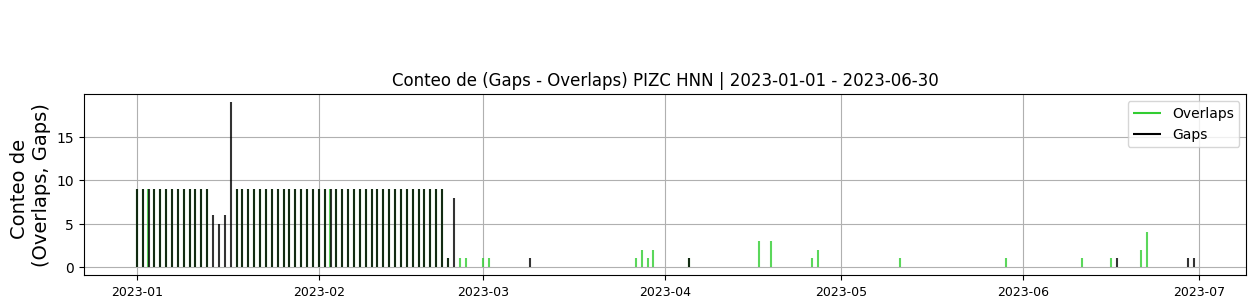 Conteo de (Gaps - Overlaps) PIZC HNN | 2023-01-01 - 2023-06-30
Conteo de
(Overlaps, Gaps)
15
10
5
0
Overlaps
Gaps
2023-01
2023-02
2023-03
2023-04
2023-05
2023-06
2023-07